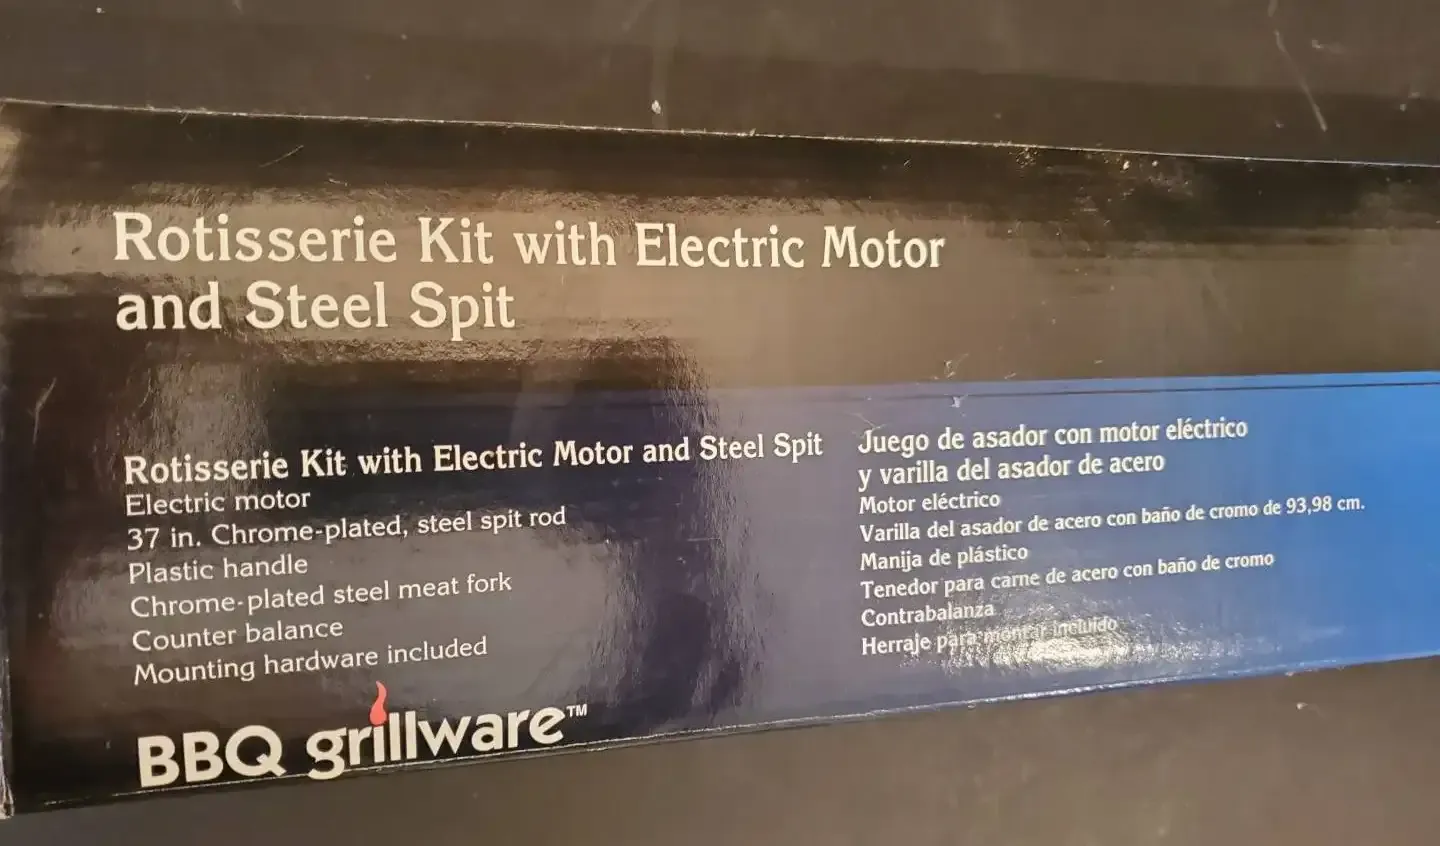 Rotisserie Kit with Electric Motor
and Steel Spit
Rotisserie Kit with Electric Motor and Steel Spit
Electric motor
37 in. Chrome-plated, steel spit rod
Plastic handle
Chrome-plated steel meat fork
Counter balance
Mounting hardware included
Juego de asador con motor eléctrico
y varilla del asador de acero
Motor eléctrico
Varilla del asador de acero con baño de cromo de 93,98 cm.
Manija de plástico
Tenedor para carne de acero con baño de cromo
Contrabalanza
Herraje para montar incluido
BBQ grillware™